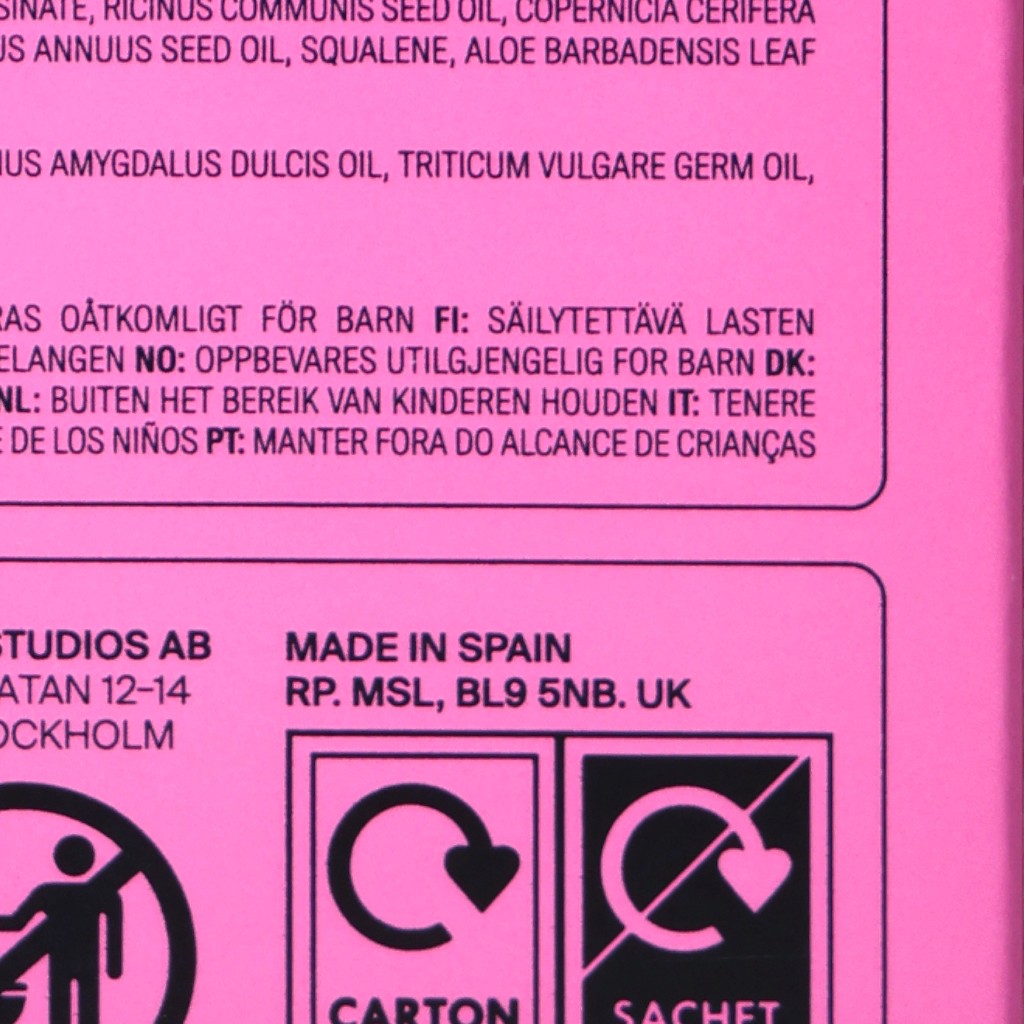 SINATE, RICINUS COMMUNIS SEED OIL, COPERNICIA CERIFERA
US ANNUUS SEED OIL, SQUALENE, ALOE BARBADENSIS LEAF
NUS AMYGDALUS DULCIS OIL, TRITICUM VULGARE GERM OIL,
RAS OÅTKOMLIGT FÖR BARN FI: SÄILYTETTÄVÄ LASTEN
ELANGEN NO: OPPBEVARES UTILGJENGELIG FOR BARN DK:
NL: BUITEN HET BEREIK VAN KINDEREN HOUDEN IT: TENERE
E DE LOS NIÑOS PT: MANTER FORA DO ALCANCE DE CRIANÇAS
STUDIOS AB
ATAN 12–14
OCKHOLM
MADE IN SPAIN
RP. MSL, BL9 5NB. UK
CARTON
SACHET